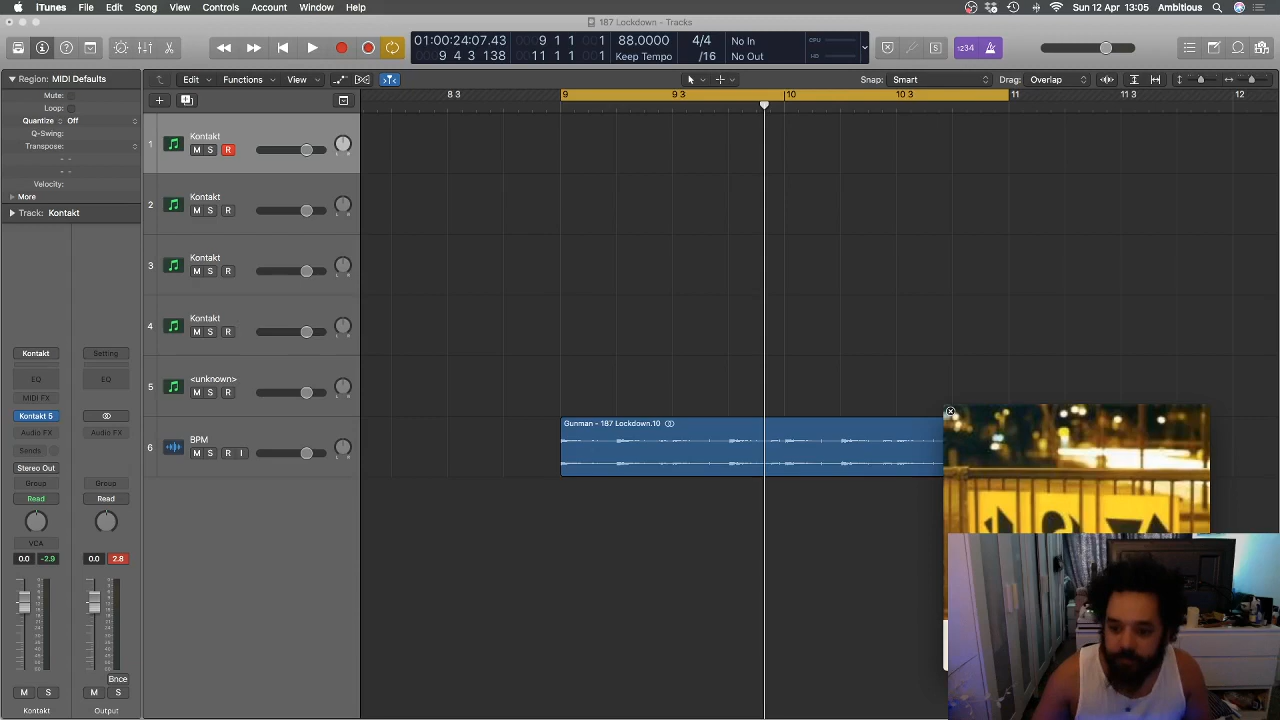 iTunes File Edit Song View Controls Account Window Help Sun 12 Apr 13:05 Ambitious
187 Lockdown - Tracks
01:00:24:07.43 9 1 1 1 88.0000 4/4 No In CPU
9 4 3 138 11 1 1 1 Keep Tempo /16 No Out HD
S 1234
Region: MIDI Defaults Edit Functions View Snap: Smart Drag: Overlap
Mute:
Loop:
Quantize Off
Q-Swing:
Transpose:
Velocity:
More
Track: Kontakt
8 3 9 9 3 10 10 3 11 11 3 12
1 Kontakt
M S R L R
2 Kontakt
M S R L R
3 Kontakt
M S R L R
4 Kontakt
M S R L R
5 <unknown>
M S R L R
6 BPM
M S R I L R
Gunman - 187 Lockdown.10
Kontakt Setting
EQ EQ
MIDI FX
Kontakt 5
Audio FX Audio FX
Sends
Stereo Out
Group Group
Read Read
VCA
0.0 -2.9 0.0 2.8
Bnce
M S M S
Kontakt Output